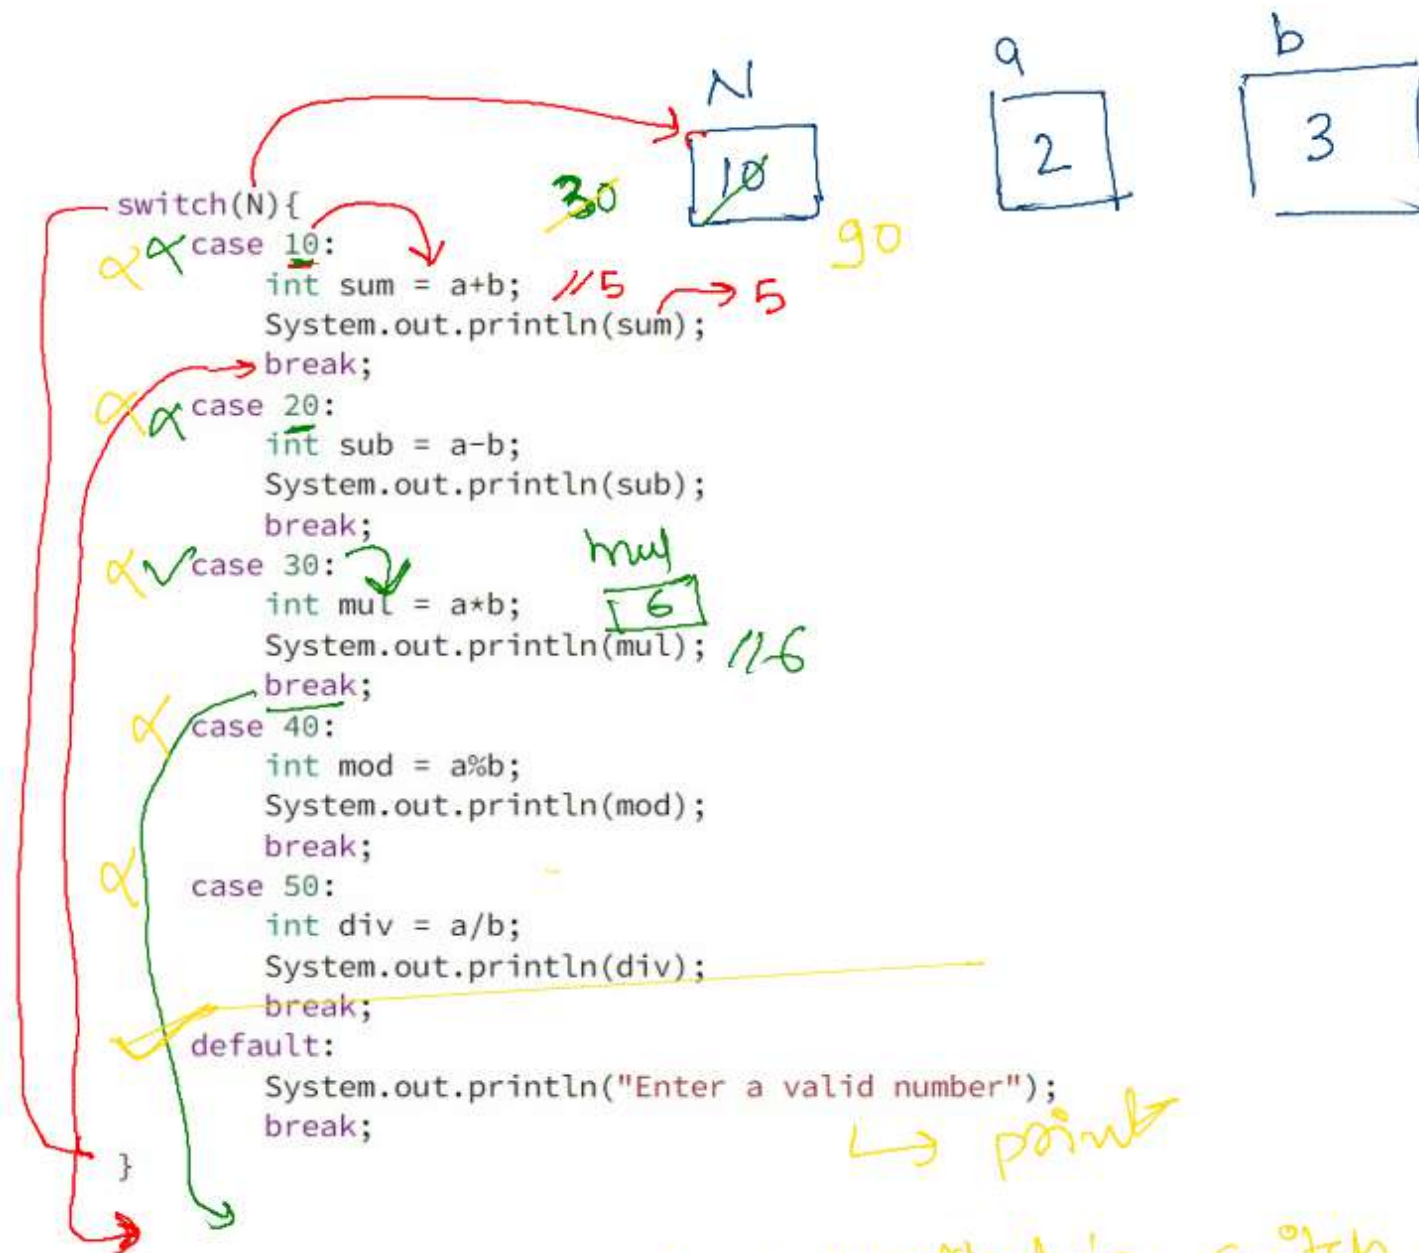 N a b
10 2 3
30 90
switch(N){
case 10:
int sum = a+b; //5 → 5
System.out.println(sum);
break;
case 20:
int sub = a-b;
System.out.println(sub);
break;
case 30: mul
int mul = a*b; 6
System.out.println(mul); //6
break;
case 40:
int mod = a%b;
System.out.println(mod);
break;
case 50:
int div = a/b;
System.out.println(div);
break;
default:
System.out.println("Enter a valid number");
break; print
}